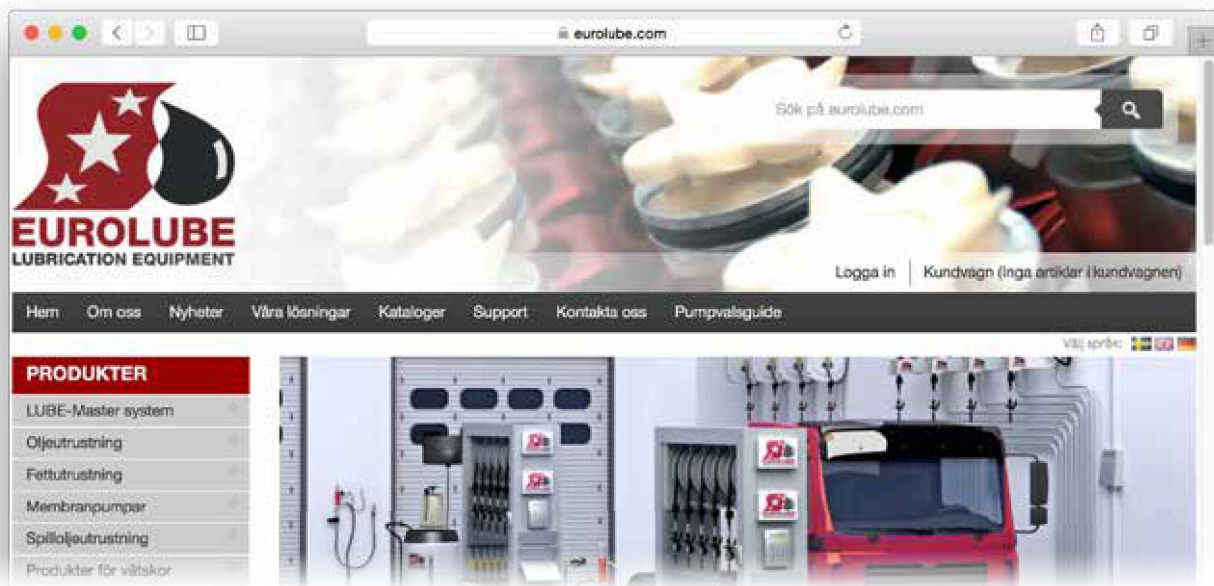 eurolube.com
Sök på eurolube.com
EUROLUBE
LUBRICATION EQUIPMENT
Logga in
Kundvagn (Inga artiklar i kundvagnen)
Hem Om oss Nyheter Våra lösningar Kataloger Support Kontakta oss Pumpvalsguide
Välj språk:
PRODUKTER
LUBE-Master system
Oljeutrustning
Fettutrustning
Membranpumpar
Spilloljeutrustning
Produkter för vätskor